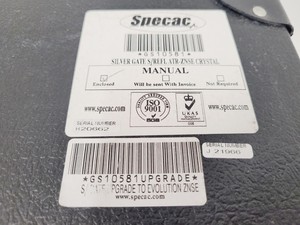 Specac
*GS10581*
SILVER GATE S/REFL ATR-ZNSE CRYSTAL
MANUAL
Enclosed
Will be sent With Invoice
Not Required
www.specac.com
ISO
9001
UKAS
www.specac.com
SERIAL NUMBER
SERIAL NUMBER
*GS10581UPGRADE*
UPGRADE TO EVOLUTION ZNSE
www.specac.com